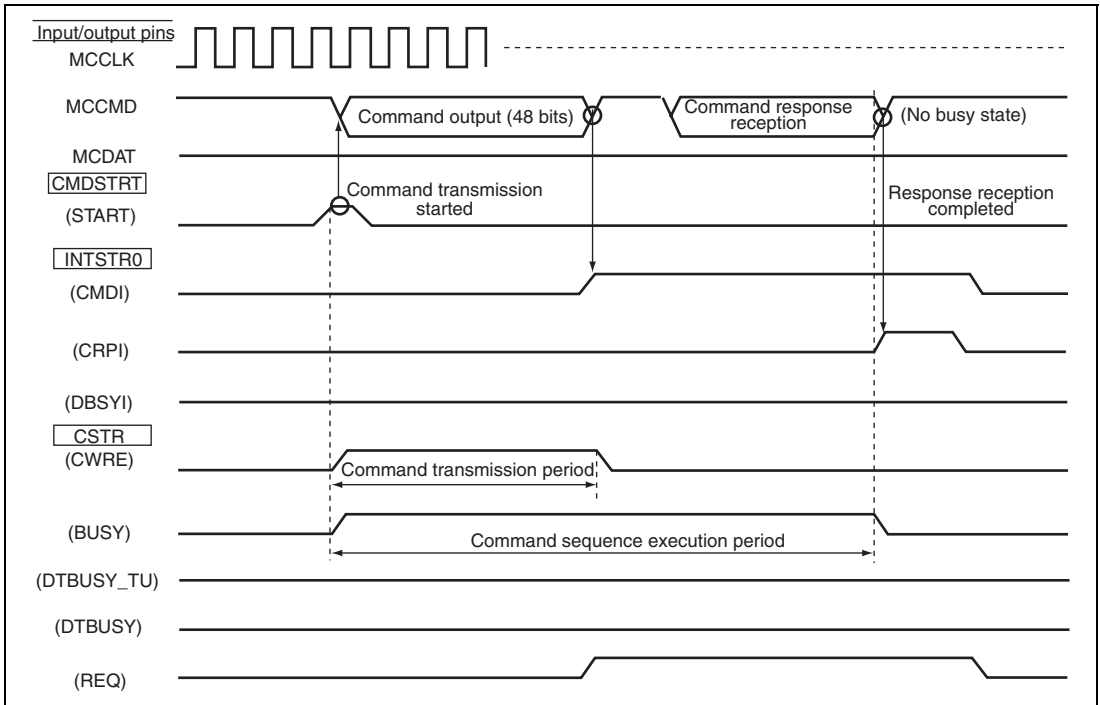 Input/output pins
MCCLK
MCCMD
Command output (48 bits)
Command response
reception
(No busy state)
MCDAT
CMDSTRT
(START)
Command transmission
started
Response reception
completed
INTSTR0
(CMDI)
(CRPI)
(DBSYI)
CSTR
(CWRE)
Command transmission period
(BUSY)
Command sequence execution period
(DTBUSY_TU)
(DTBUSY)
(REQ)